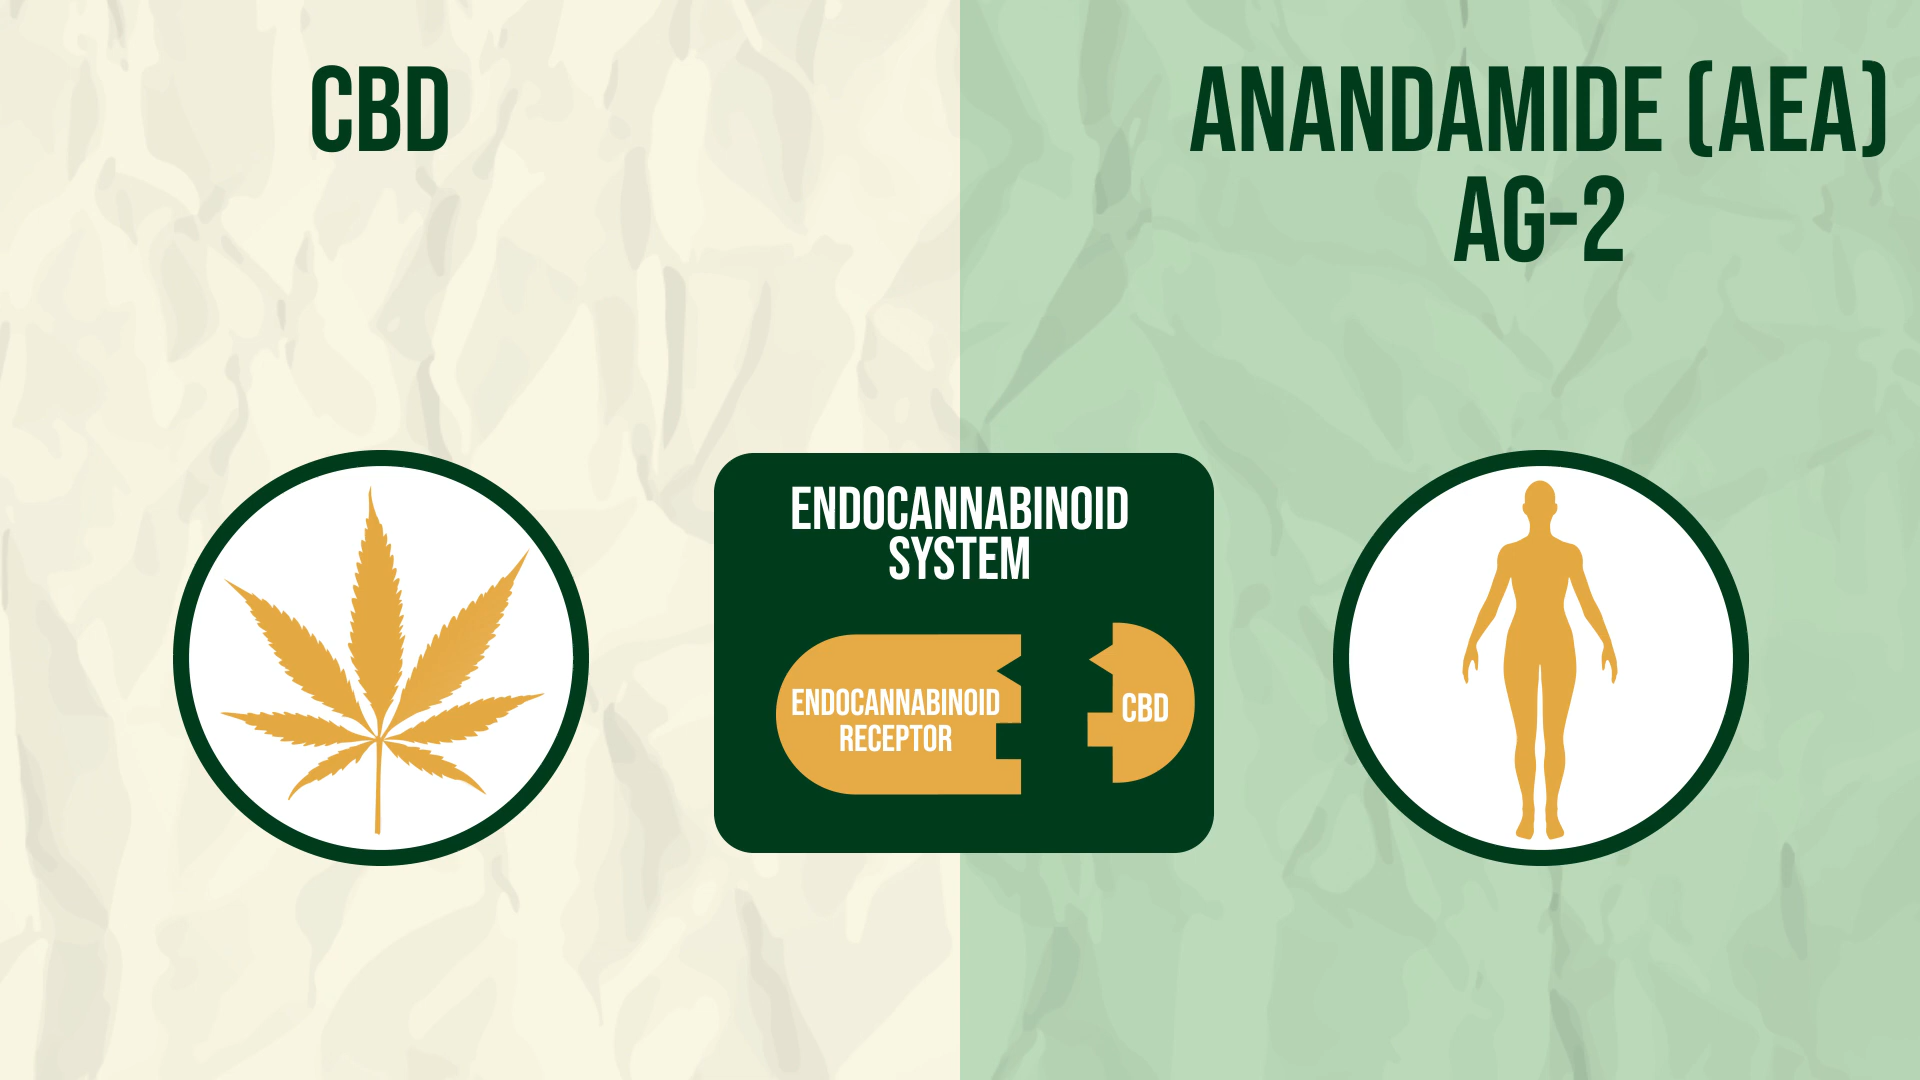 CBD
ANANDAMIDE (AEA)
AG-2
ENDOCANNABINOID
SYSTEM
ENDOCANNABINOID
RECEPTOR
CBD